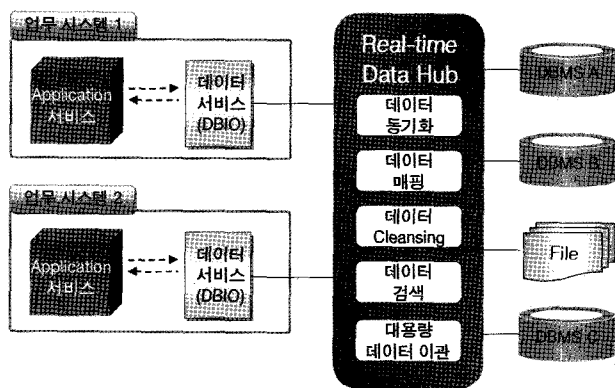 업무 시스템 1
Application
서비스
데이터
서비스
(DBIO)
업무 시스템 2
Application
서비스
데이터
서비스
(DBIO)
Real-time
Data Hub
데이터
동기화
데이터
매핑
데이터
Cleansing
데이터
검색
대용량
데이터 이관
DBMS A
DBMS B
File
DBMS C